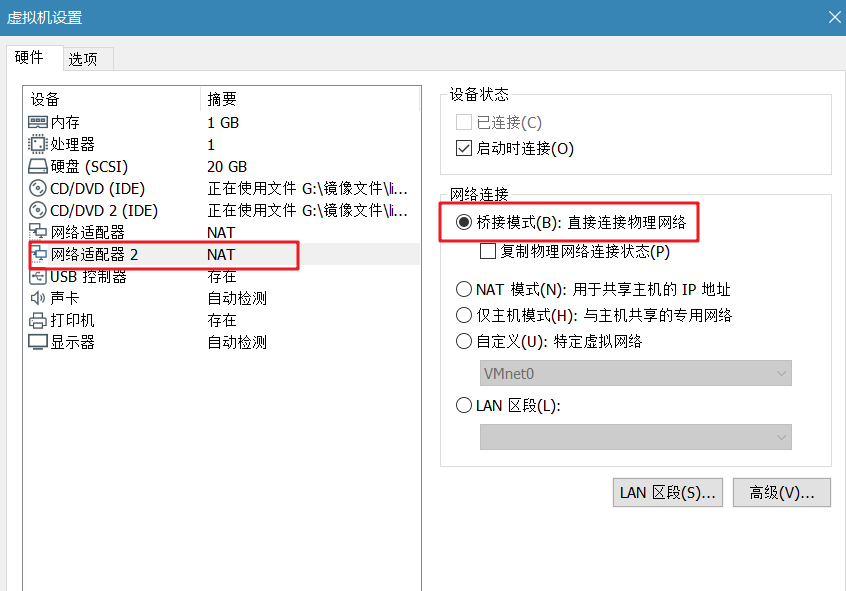 虚拟机设置
硬件 选项
设备 摘要
内存 1 GB
处理器 1
硬盘 (SCSI) 20 GB
CD/DVD (IDE) 正在使用文件 G:\镜像文件\li...
CD/DVD 2 (IDE) 正在使用文件 G:\镜像文件\li...
网络适配器 NAT
网络适配器 2 NAT
USB 控制器 存在
声卡 自动检测
打印机 存在
显示器 自动检测
设备状态
已连接(C)
启动时连接(O)
网络连接
桥接模式(B): 直接连接物理网络
复制物理网络连接状态(P)
NAT 模式(N): 用于共享主机的 IP 地址
仅主机模式(H): 与主机共享的专用网络
自定义(U): 特定虚拟网络
VMnet0
LAN 区段(L):
LAN 区段(S)... 高级(V)...